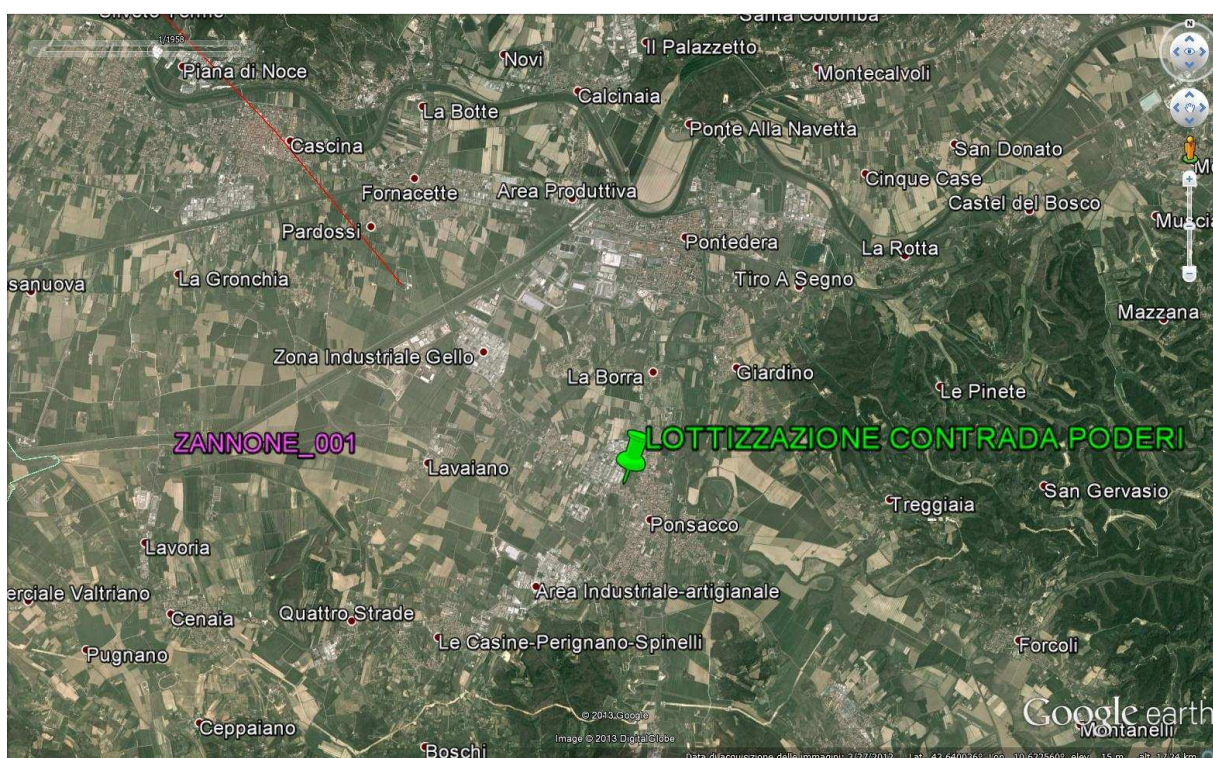 Santa Colomba
1/1958
Il Palazzetto
Novi
Piana di Noce
Montecalvoli
Calcinaia
La Botte
Ponte Alla Navetta
Cascina
San Donato
Cinque Case
Fornacette
Area Produttiva
Castel del Bosco
Pardossi
Pontedera
La Rotta
La Gronchia
Tiro A Segno
sanuova
Mazzana
Zona Industriale Gello
La Borra
Giardino
Le Pinete
ZANNONE_001
LOTTIZZAZIONE CONTRADA PODERI
Lavaiano
San Gervasio
Treggiaia
Ponsacco
Lavoria
erciale Valtriano
Area Industriale-artigianale
Cenaia
Quattro Strade
Le Casine-Perignano-Spinelli
Forcoli
Pugnano
© 2013 Google
Google earth
Ceppaiano
Montanelli
Image © 2013 DigitalGlobe
Boschi